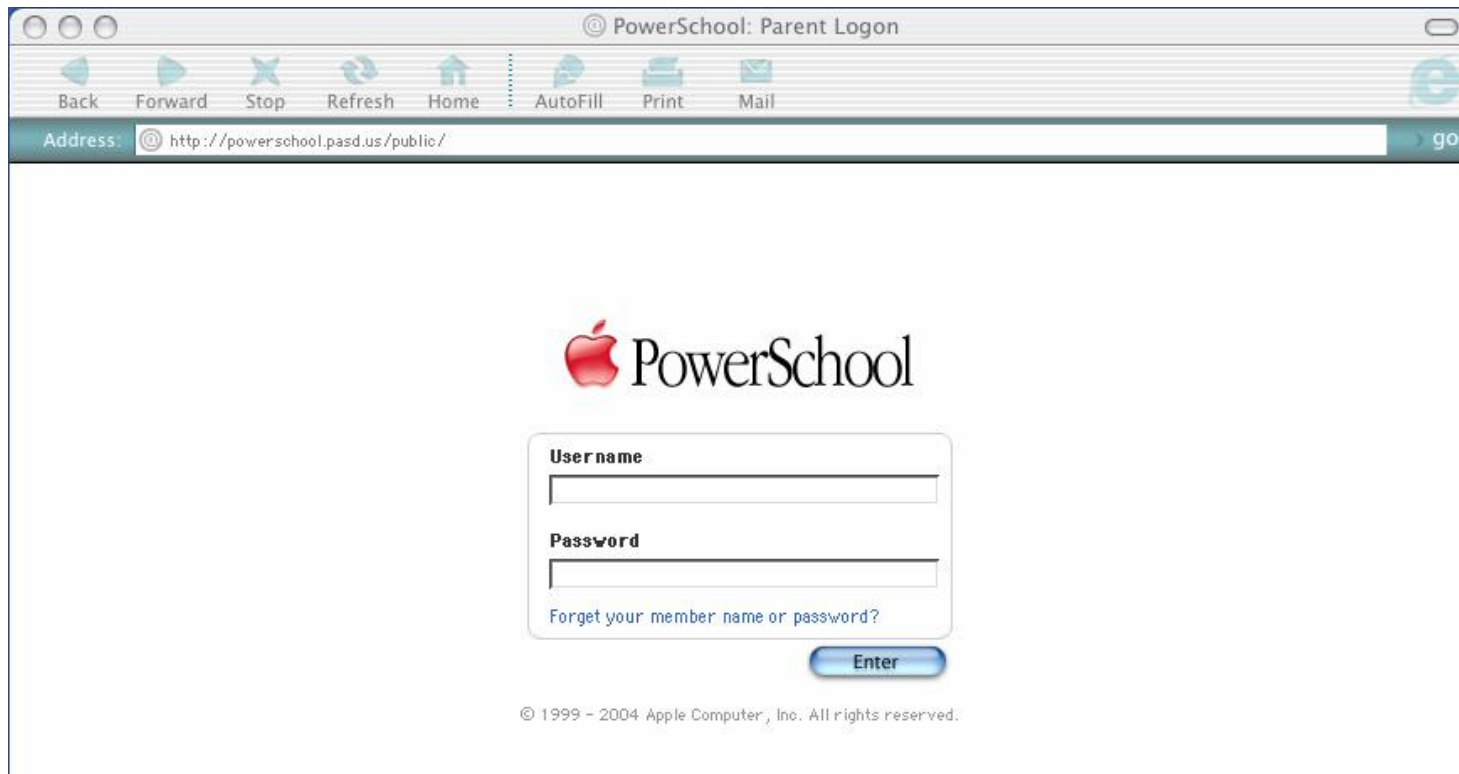 @ PowerSchool: Parent Logon
Back Forward Stop Refresh Home AutoFill Print Mail
Address: @ http://powerschool.pasd.us/public/ go
PowerSchool
Username
Password
Forget your member name or password?
Enter
© 1999 - 2004 Apple Computer, Inc. All rights reserved.